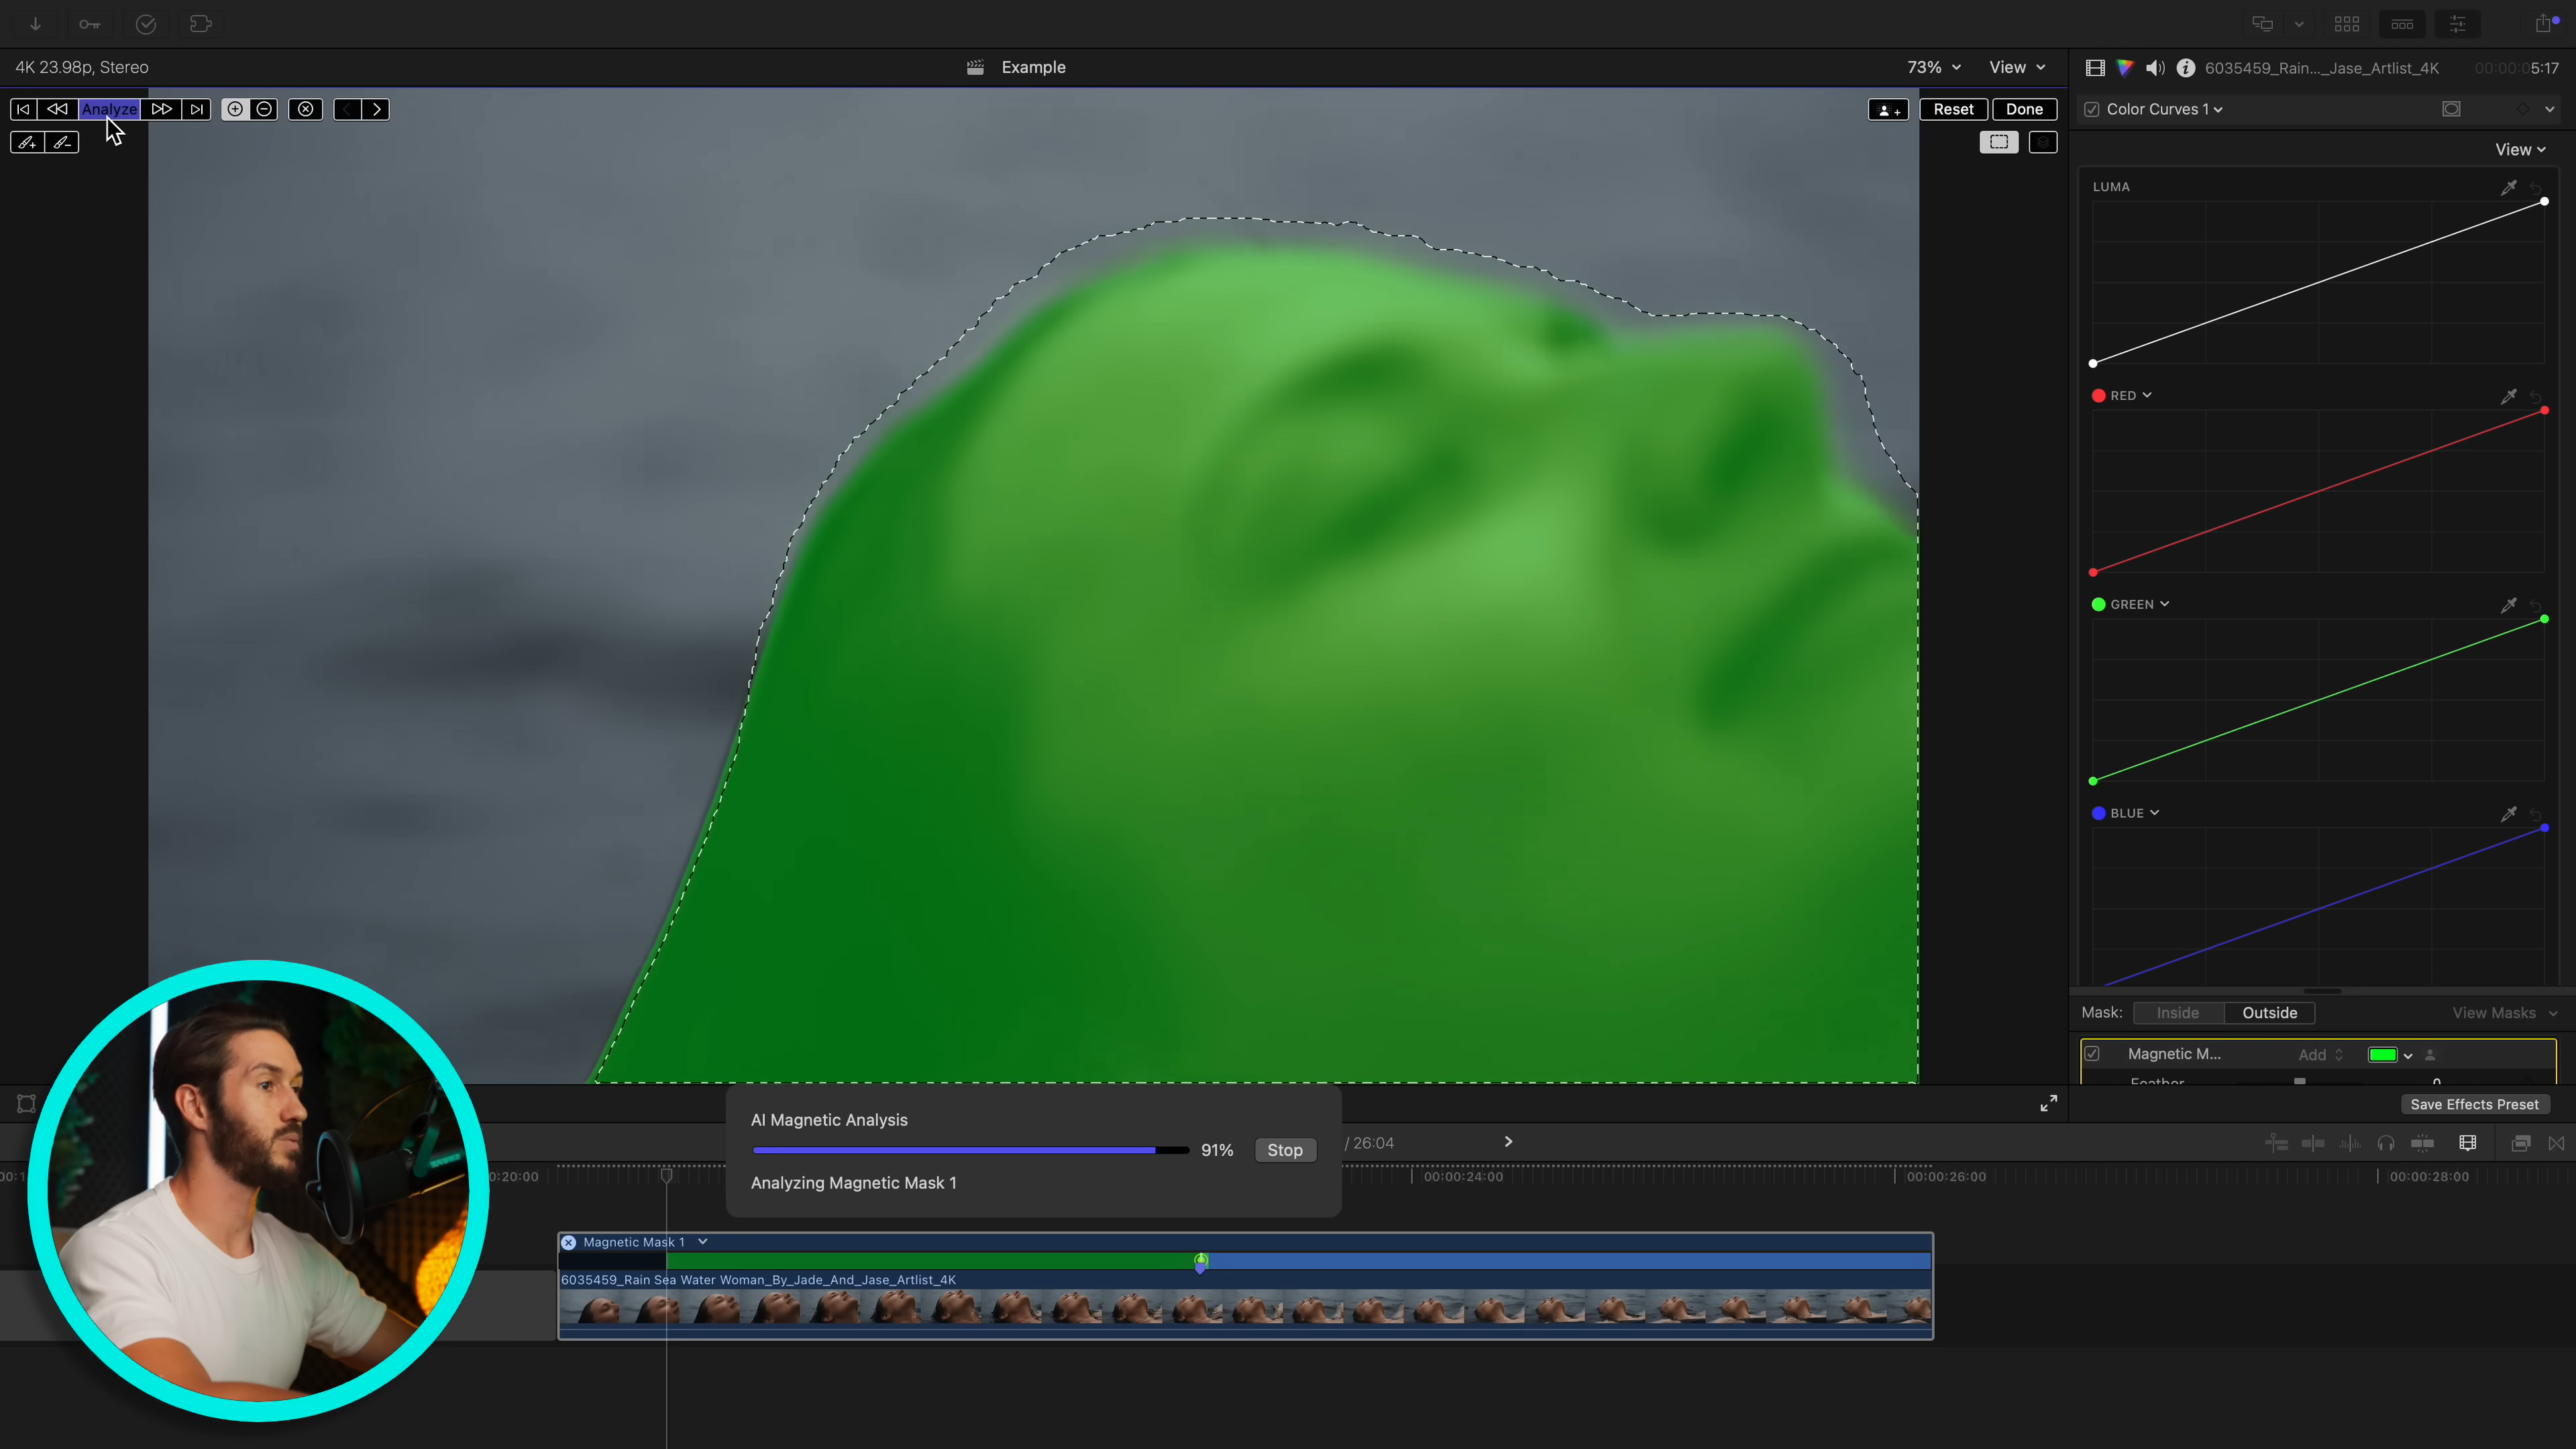 4K 23.98p, Stereo
Example
73%
View
6035459_Rain..._Jase_Artlist_4K
00:00:05:17
Analyze
Reset
Done
Color Curves 1
View
LUMA
RED
GREEN
BLUE
Mask:
Inside
Outside
View Masks
Magnetic M...
Add
Feather
0
Save Effects Preset
AI Magnetic Analysis
91%
Stop
Analyzing Magnetic Mask 1
/ 26:04
:20:00
00:00:24:00
00:00:26:00
00:00:28:00
Magnetic Mask 1
6035459_Rain Sea Water Woman_By_Jade_And_Jase_Artlist_4K